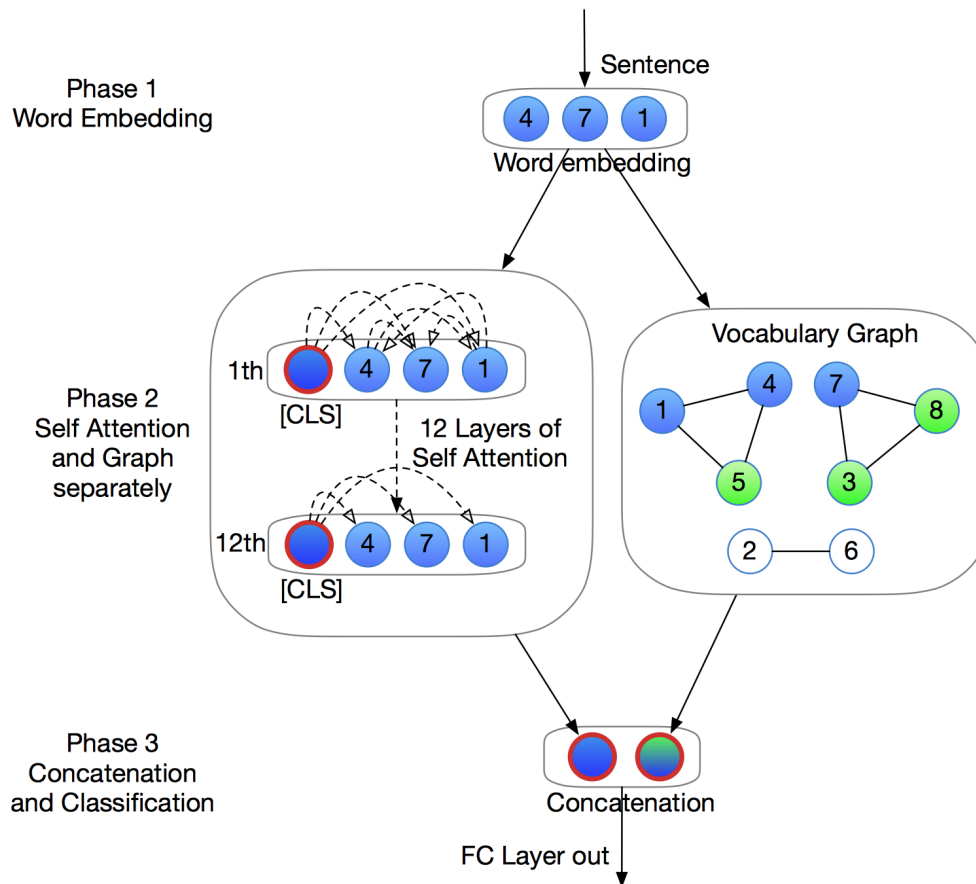 Sentence
Phase 1
Word Embedding
4 7 1
Word embedding
Phase 2
Self Attention
and Graph
separately
1th
4 7 1
[CLS]
12 Layers of
Self Attention
12th
4 7 1
[CLS]
Vocabulary Graph
4 7
1 8
5 3
2 6
Phase 3
Concatenation
and Classification
Concatenation
FC Layer out